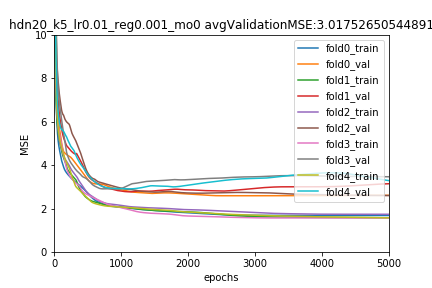 hdn20_k5_lr0.01_reg0.001_mo0 avgValidationMSE:3.01752650544891
10
8
6
4
2
0
MSE
0
1000
2000
3000
4000
5000
epochs
fold0_train
fold0_val
fold1_train
fold1_val
fold2_train
fold2_val
fold3_train
fold3_val
fold4_train
fold4_val